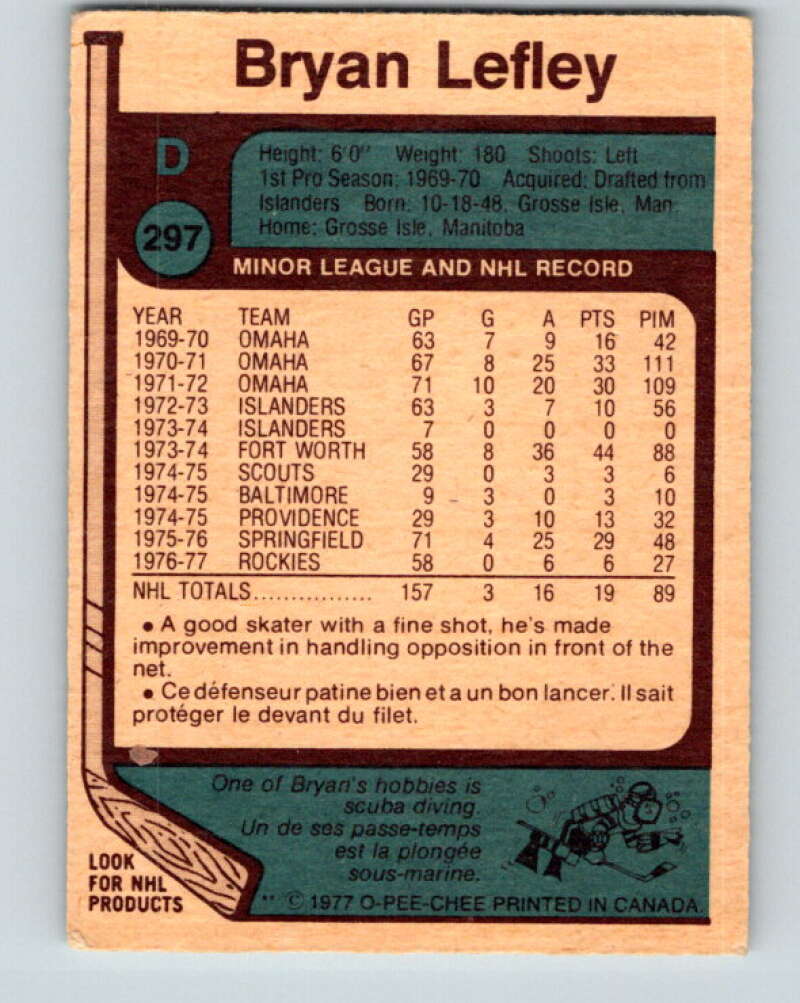 Bryan Lefley
D
297
Height: 6'0" Weight: 180 Shoots: Left
1st Pro Season: 1969-70 Acquired: Drafted from
Islanders Born: 10-18-48, Grosse Isle, Man.
Home: Grosse Isle, Manitoba
MINOR LEAGUE AND NHL RECORD
YEAR TEAM GP G A PTS PIM
1969-70 OMAHA 63 7 9 16 42
1970-71 OMAHA 67 8 25 33 111
1971-72 OMAHA 71 10 20 30 109
1972-73 ISLANDERS 63 3 7 10 56
1973-74 ISLANDERS 7 0 0 0 0
1973-74 FORT WORTH 58 8 36 44 88
1974-75 SCOUTS 29 0 3 3 6
1974-75 BALTIMORE 9 3 0 3 10
1974-75 PROVIDENCE 29 3 10 13 32
1975-76 SPRINGFIELD 71 4 25 29 48
1976-77 ROCKIES 58 0 6 6 27
NHL TOTALS................ 157 3 16 19 89
• A good skater with a fine shot, he's made
improvement in handling opposition in front of the
net.
• Ce défenseur patine bien et a un bon lancer. Il sait
protéger le devant du filet.
One of Bryan's hobbies is
scuba diving.
Un de ses passe-temps
est la plongée
sous-marine.
LOOK
FOR NHL
PRODUCTS
** © 1977 O-PEE-CHEE PRINTED IN CANADA.